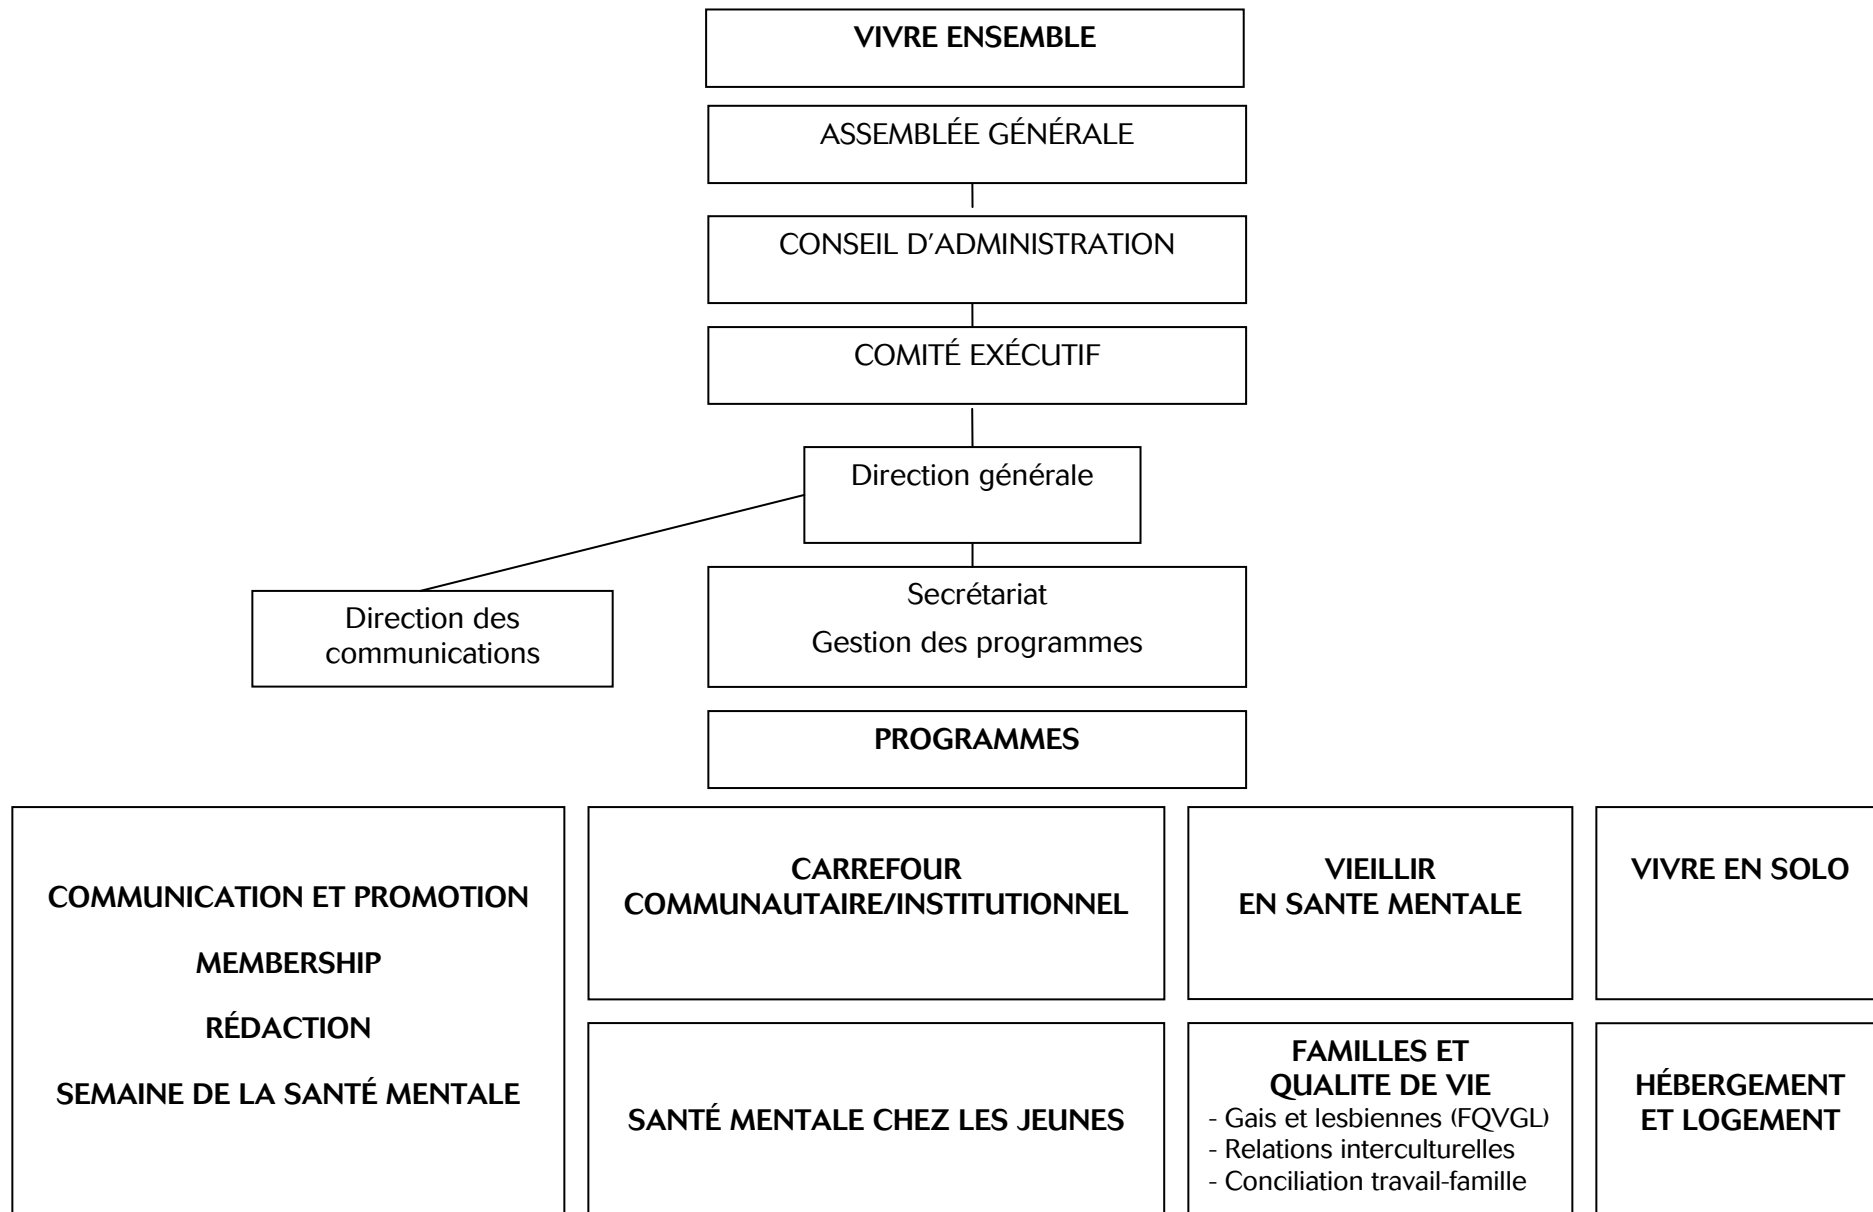 VIVRE ENSEMBLE
ASSEMBLÉE GÉNÉRALE
CONSEIL D’ADMINISTRATION
COMITÉ EXÉCUTIF
Direction générale
Direction des
communications
Secrétariat
Gestion des programmes
PROGRAMMES
COMMUNICATION ET PROMOTION
MEMBERSHIP
RÉDACTION
SEMAINE DE LA SANTÉ MENTALE
CARREFOUR
COMMUNAUTAIRE/INSTITUTIONNEL
VIEILLIR
EN SANTE MENTALE
VIVRE EN SOLO
SANTÉ MENTALE CHEZ LES JEUNES
FAMILLES ET
QUALITE DE VIE
- Gais et lesbiennes (FQVGL)
- Relations interculturelles
- Conciliation travail-famille
HÉBERGEMENT
ET LOGEMENT